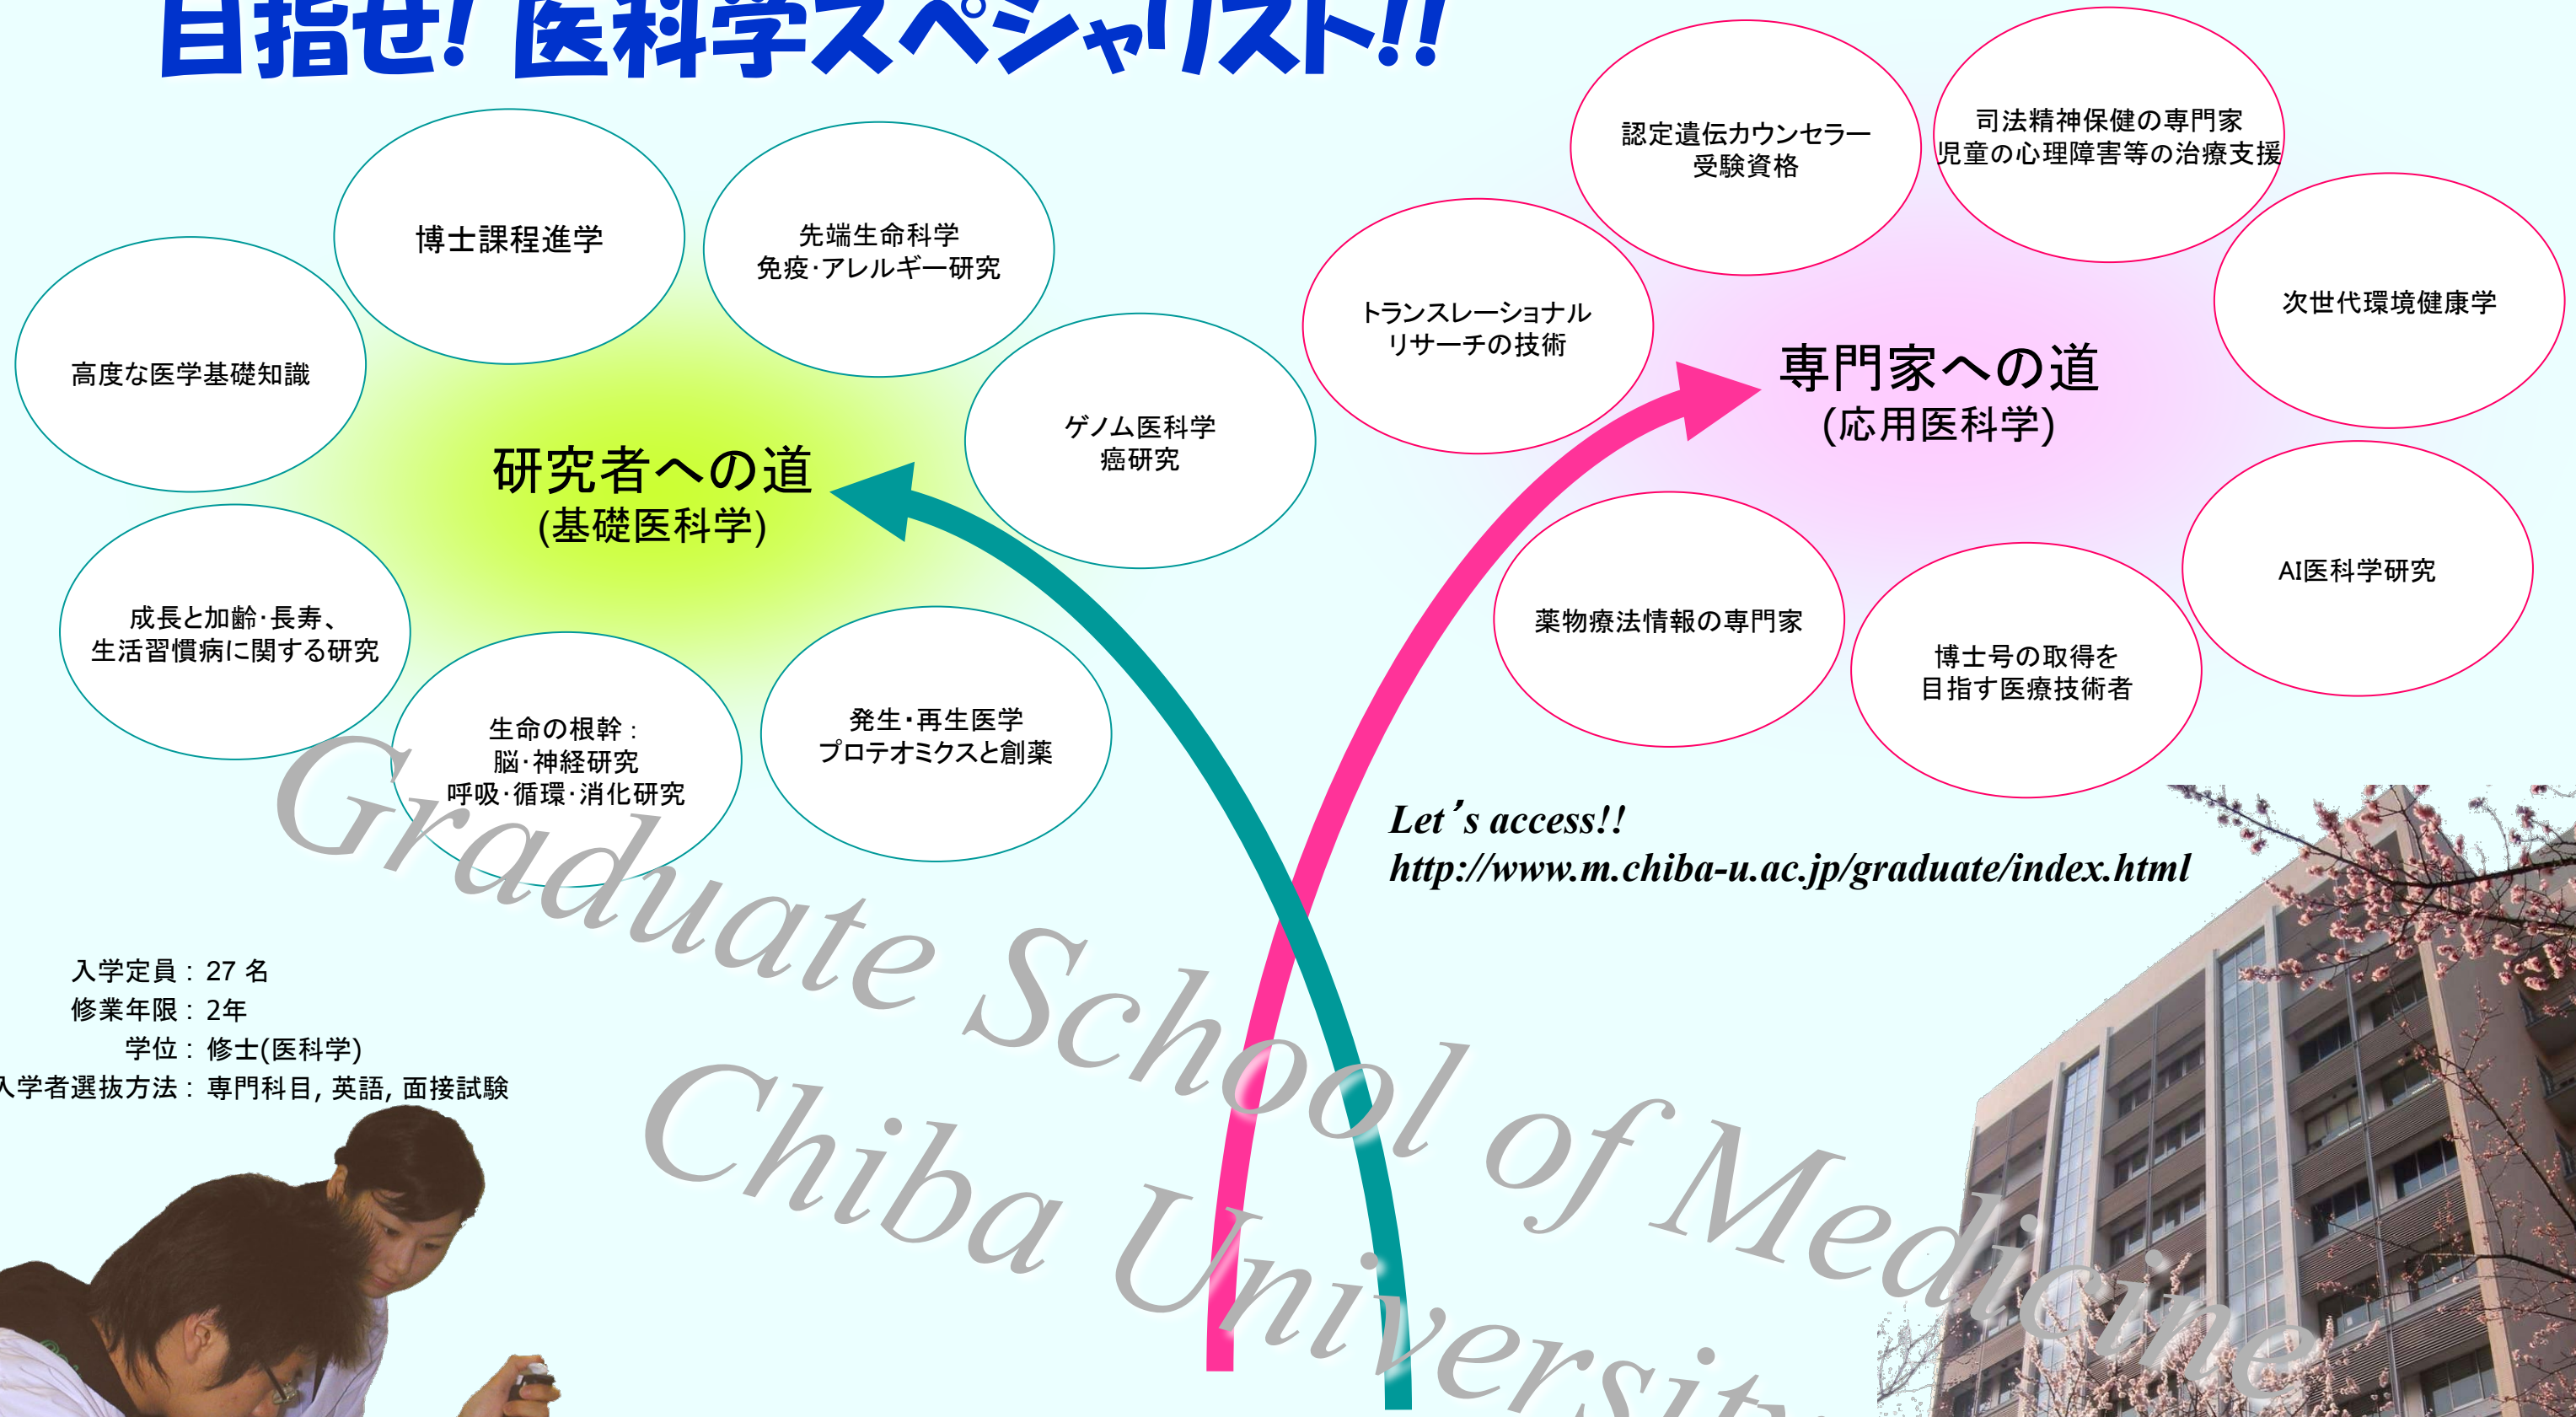 目指せ! 医科学スペシャリスト!!
博士課程進学
先端生命科学
免疫・アレルギー研究
高度な医学基礎知識
ゲノム医科学
癌研究
研究者への道
(基礎医科学)
成長と加齢・長寿、
生活習慣病に関する研究
生命の根幹：
脳・神経研究
呼吸・循環・消化研究
発生・再生医学
プロテオミクスと創薬
認定遺伝カウンセラー
受験資格
司法精神保健の専門家
児童の心理障害等の治療支援
トランスレーショナル
リサーチの技術
次世代環境健康学
専門家への道
(応用医科学)
AI医科学研究
薬物療法情報の専門家
博士号の取得を
目指す医療技術者
Let's access!!
http://www.m.chiba-u.ac.jp/graduate/index.html
入学定員： 27 名
修業年限： 2年
学位： 修士(医科学)
入学者選抜方法： 専門科目, 英語, 面接試験
Graduate School of Medicine
Chiba University